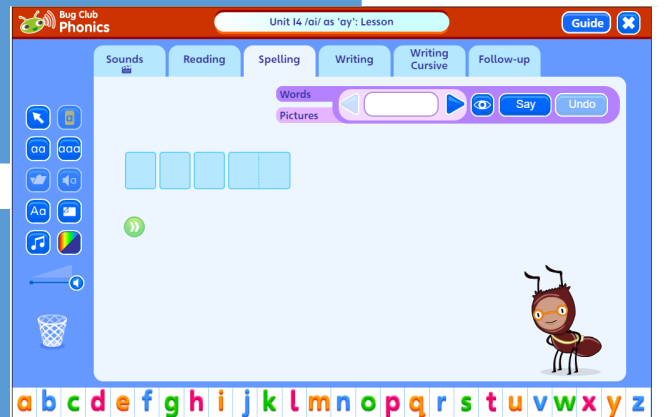 Bug Club
Phonics
Unit 14 /ai/ as 'ay': Lesson
Guide
Sounds
Reading
Spelling
Writing
Writing
Cursive
Follow-up
Words
Pictures
Say
Undo
a
aa
aaa
a
Aa
a b c d e f g h i j k l m n o p q r s t u v w x y z